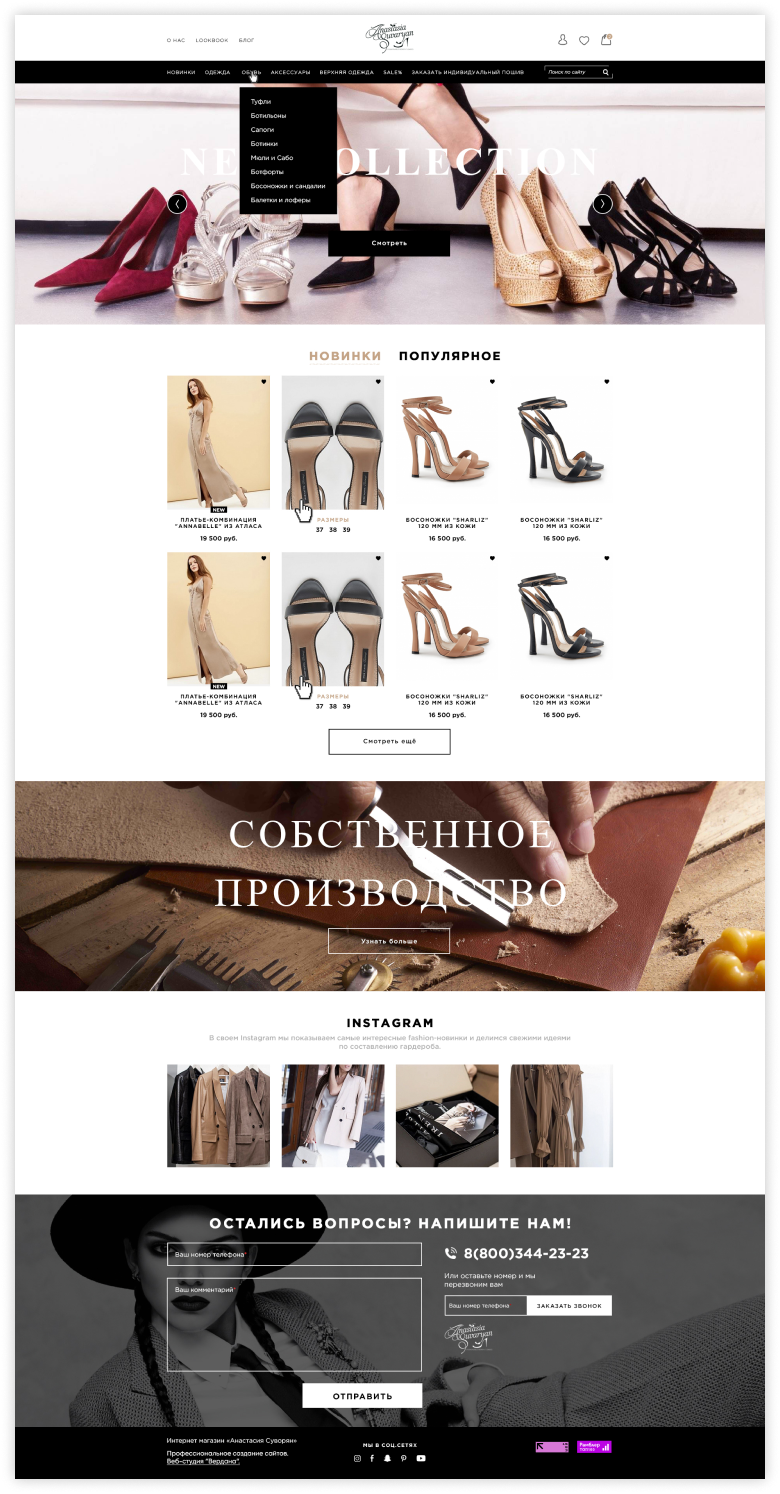 О НАС LOOKBOOK БЛОГ
Anastasia
Suvaryan
НОВИНКИ ОДЕЖДА ОБУВЬ АКСЕССУАРЫ ВЕРХНЯЯ ОДЕЖДА SALE% ЗАКАЗАТЬ ИНДИВИДУАЛЬНЫЙ ПОШИВ Поиск по сайту
Туфли
Ботильоны
Сапоги
Ботинки
Мюли и Сабо
Ботфорты
Босоножки и сандалии
Балетки и лоферы
COLLECTION
Смотреть
НОВИНКИ ПОПУЛЯРНОЕ
NEW
ПЛАТЬЕ-КОМБИНАЦИЯ
"ANNABELLE" ИЗ АТЛАСА
19 500 руб.
РАЗМЕРЫ
37 38 39
БОСОНОЖКИ "SHARLIZ"
120 ММ ИЗ КОЖИ
16 500 руб.
БОСОНОЖКИ "SHARLIZ"
120 ММ ИЗ КОЖИ
16 500 руб.
NEW
ПЛАТЬЕ-КОМБИНАЦИЯ
"ANNABELLE" ИЗ АТЛАСА
19 500 руб.
РАЗМЕРЫ
37 38 39
БОСОНОЖКИ "SHARLIZ"
120 ММ ИЗ КОЖИ
16 500 руб.
БОСОНОЖКИ "SHARLIZ"
120 ММ ИЗ КОЖИ
16 500 руб.
Смотреть ещё
СОБСТВЕННОЕ
ПРОИЗВОДСТВО
Узнать больше
INSTAGRAM
В своем Instagram мы показываем самые интересные fashion-новинки и делимся свежими идеями
по составлению гардероба.
ОСТАЛИСЬ ВОПРОСЫ? НАПИШИТЕ НАМ!
Ваш номер телефона*
Ваш комментарий*
ОТПРАВИТЬ
8(800)344-23-23
Или оставьте номер и мы
перезвоним вам
Ваш номер телефона*
ЗАКАЗАТЬ ЗВОНОК
Anastasia
Suvaryan
Интернет магазин «Анастасия Суворян»
Профессиональное создание сайтов.
Веб-студия "Вердана".
МЫ В СОЦ.СЕТЯХ
Рамблер
ТОП100